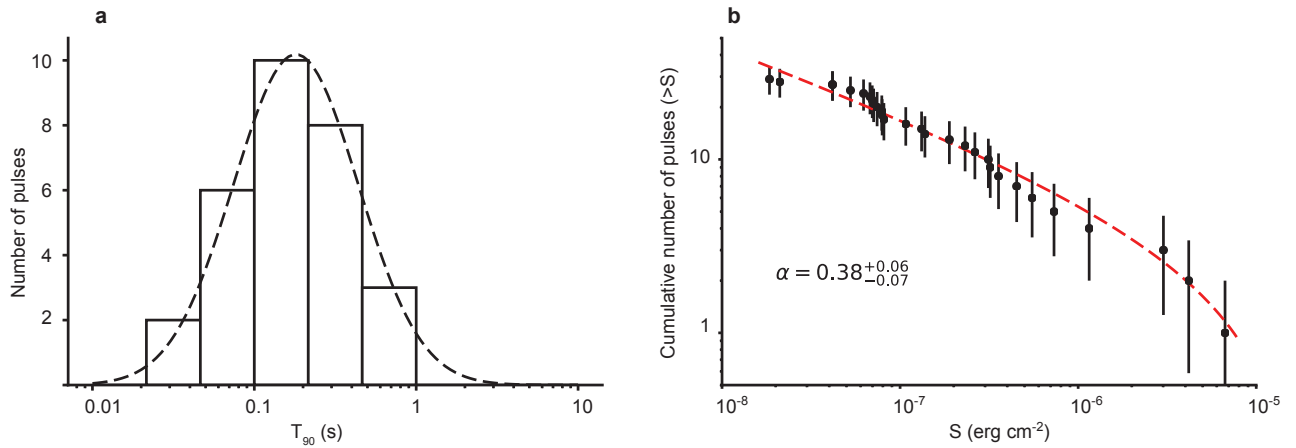 a
Number of pulses
10
8
6
4
2
0.01
0.1
1
10
T₉₀ (s)
b
Cumulative number of pulses (>S)
10
1
α = 0.38⁺⁰·⁰⁶₋₀.₀₇
10⁻⁸
10⁻⁷
10⁻⁶
10⁻⁵
S (erg cm⁻²)